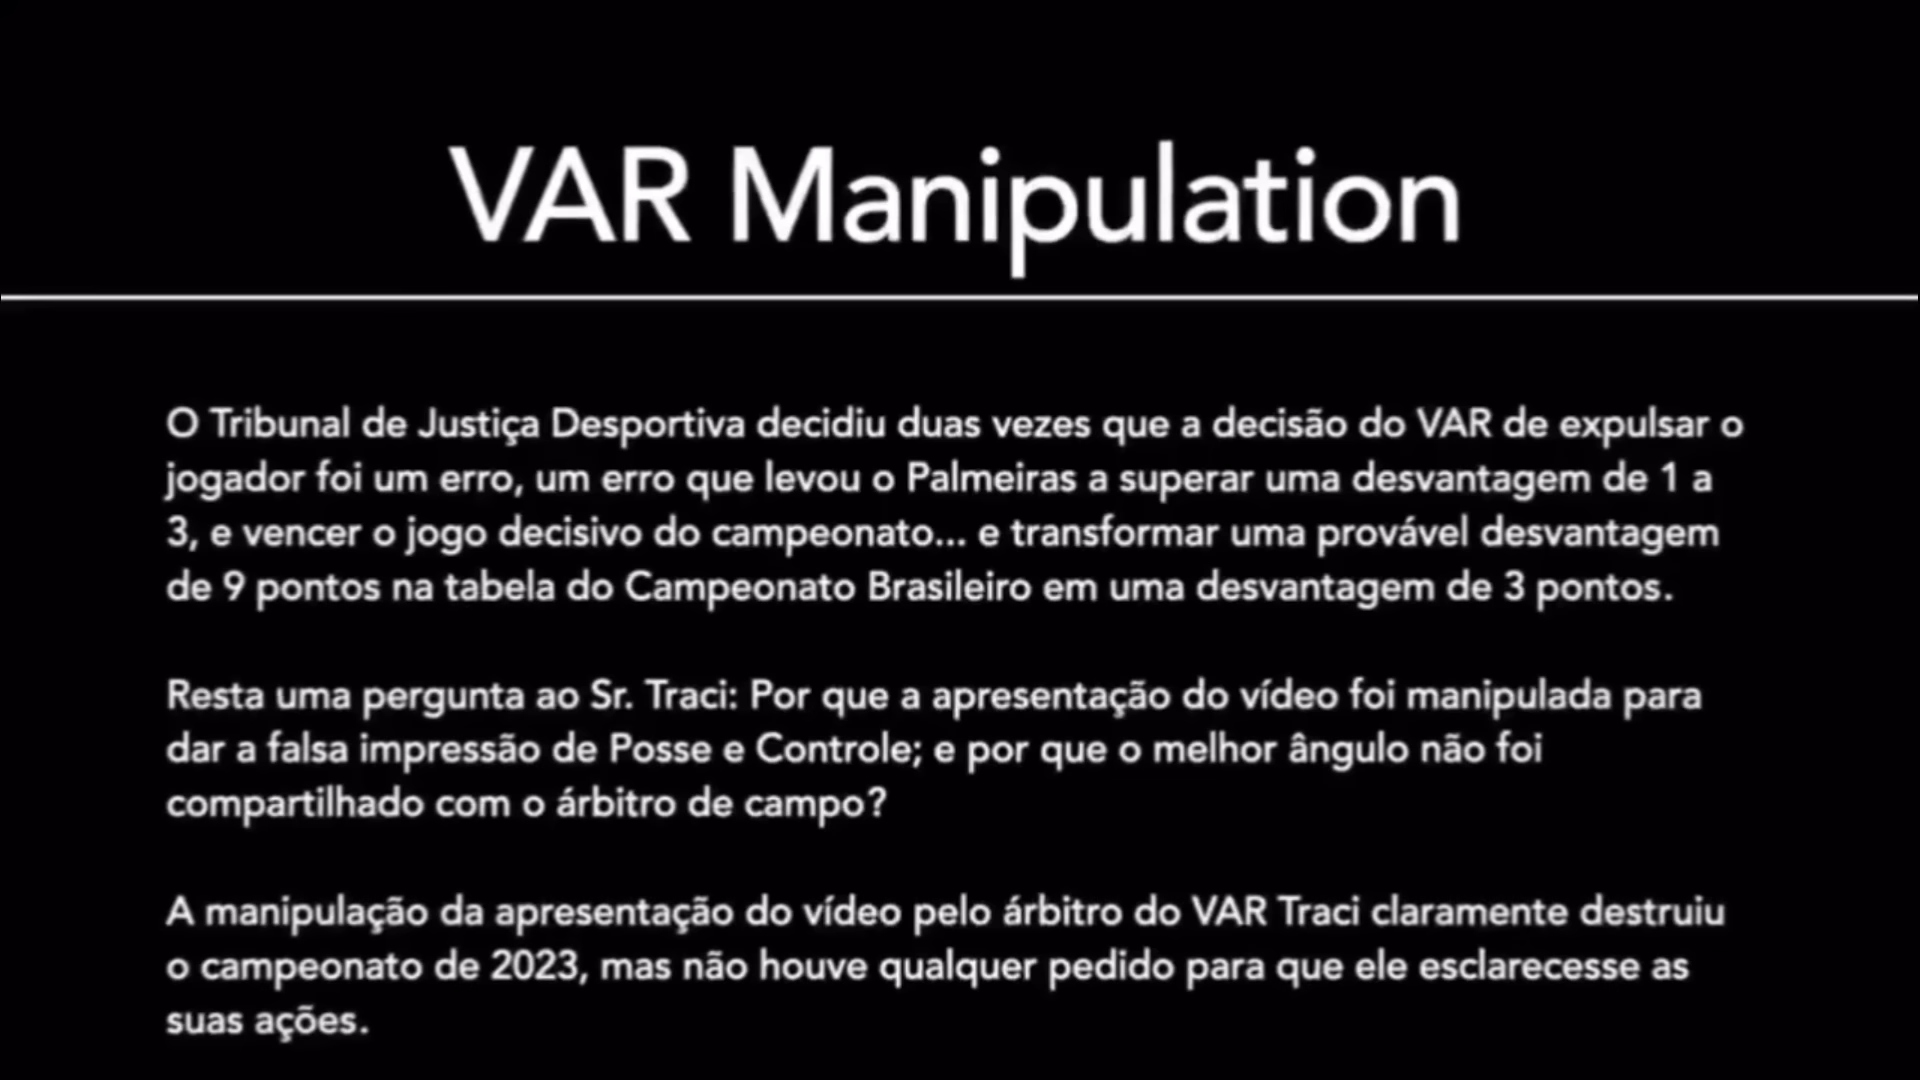 VAR Manipulation
O Tribunal de Justiça Desportiva decidiu duas vezes que a decisão do VAR de expulsar o
jogador foi um erro, um erro que levou o Palmeiras a superar uma desvantagem de 1 a
3, e vencer o jogo decisivo do campeonato... e transformar uma provável desvantagem
de 9 pontos na tabela do Campeonato Brasileiro em uma desvantagem de 3 pontos.
Resta uma pergunta ao Sr. Traci: Por que a apresentação do vídeo foi manipulada para
dar a falsa impressão de Posse e Controle; e por que o melhor ângulo não foi
compartilhado com o árbitro de campo?
A manipulação da apresentação do vídeo pelo árbitro do VAR Traci claramente destruiu
o campeonato de 2023, mas não houve qualquer pedido para que ele esclarecesse as
suas ações.